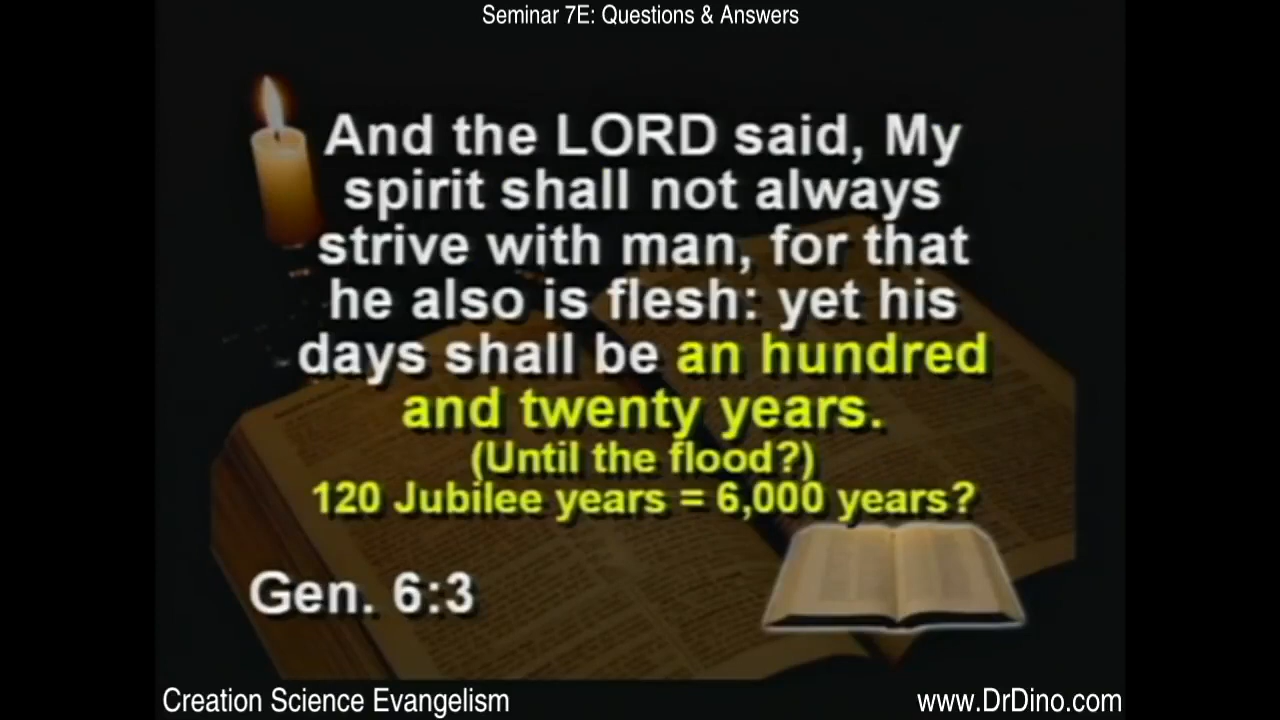 Seminar 7E: Questions & Answers
And the LORD said, My
spirit shall not always
strive with man, for that
he also is flesh: yet his
days shall be an hundred
and twenty years.
(Until the flood?)
120 Jubilee years = 6,000 years?
Gen. 6:3
Creation Science Evangelism
www.DrDino.com